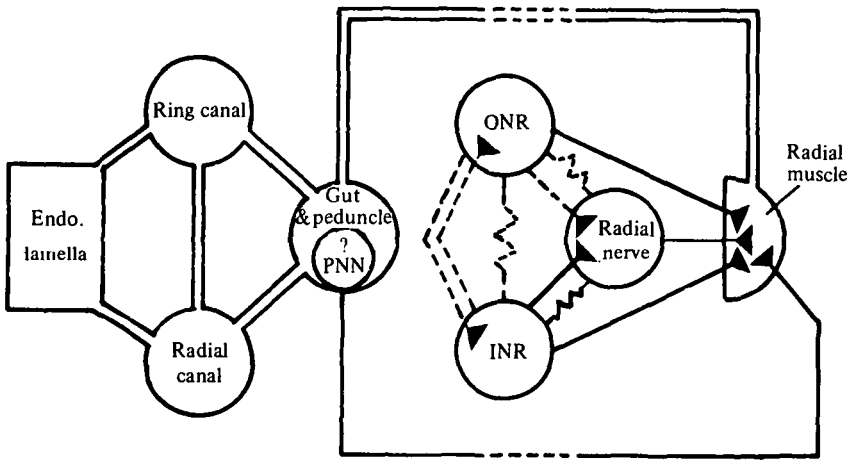 Ring canal
Endo.
lamella
Gut
& peduncle
?
PNN
Radial
canal
ONR
Radial
nerve
INR
Radial
muscle